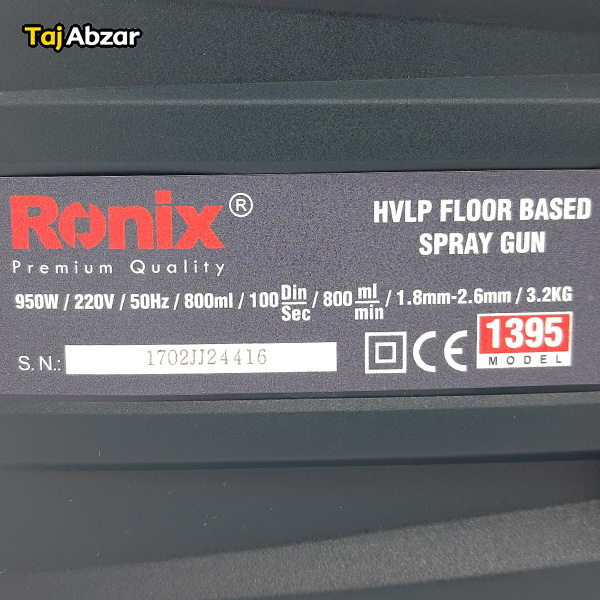 TajAbzar
Ronix®
Premium Quality
HVLP FLOOR BASED
SPRAY GUN
950W / 220V / 50Hz / 800ml / 100 Din/Sec / 800 ml/min / 1.8mm-2.6mm / 3.2KG
S.N.: 1702JJ24416
CE
1395
MODEL